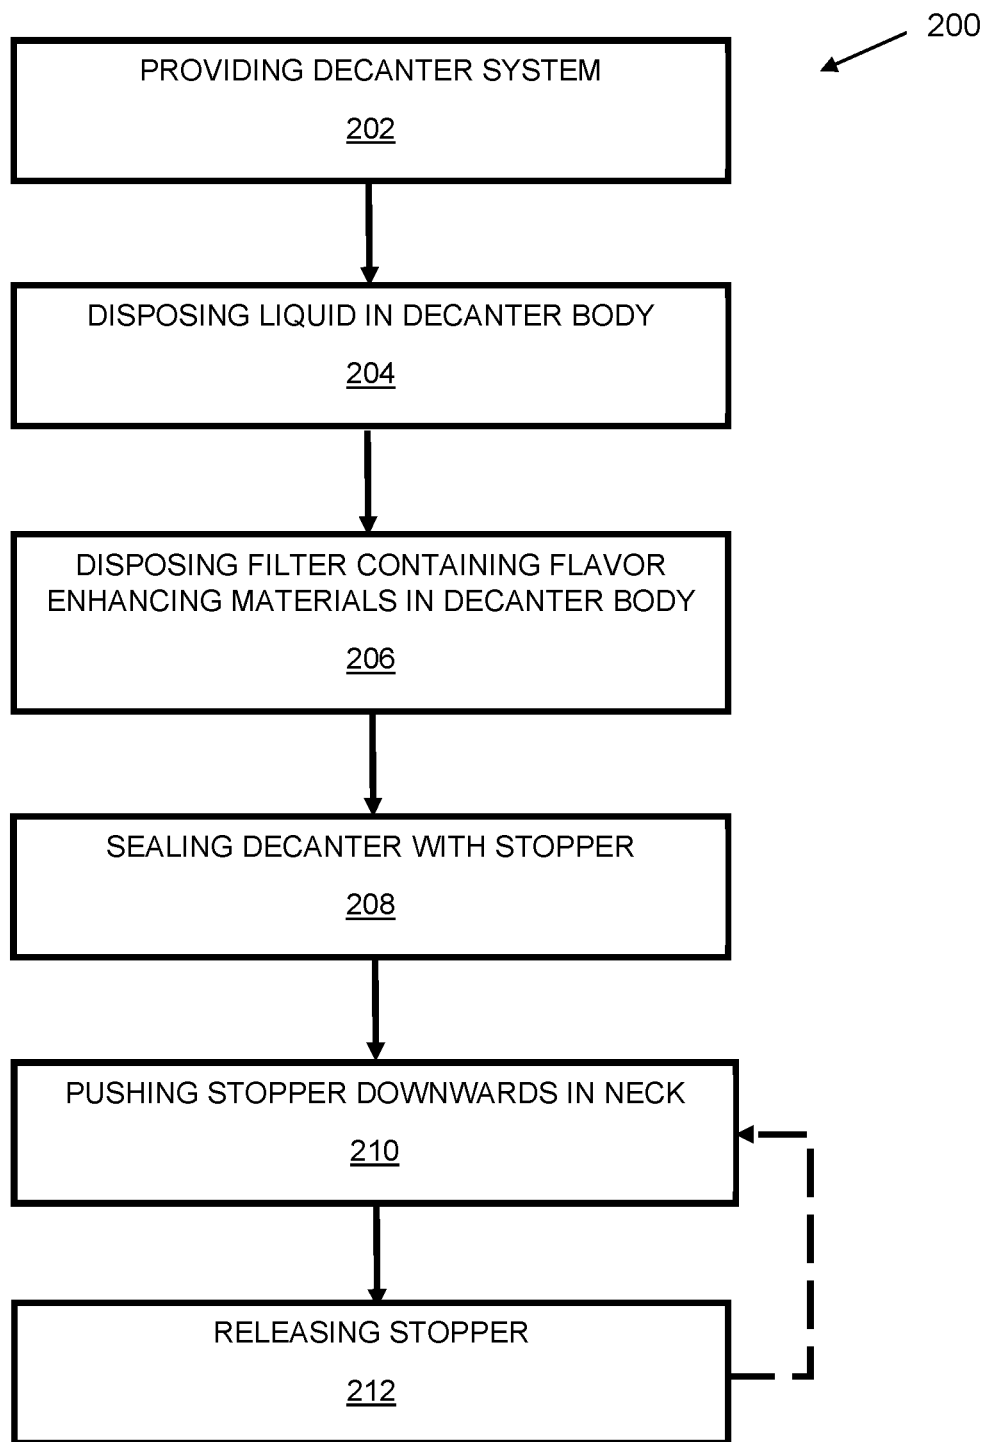 200
PROVIDING DECANTER SYSTEM
202
DISPOSING LIQUID IN DECANTER BODY
204
DISPOSING FILTER CONTAINING FLAVOR
ENHANCING MATERIALS IN DECANTER BODY
206
SEALING DECANTER WITH STOPPER
208
PUSHING STOPPER DOWNWARDS IN NECK
210
RELEASING STOPPER
212